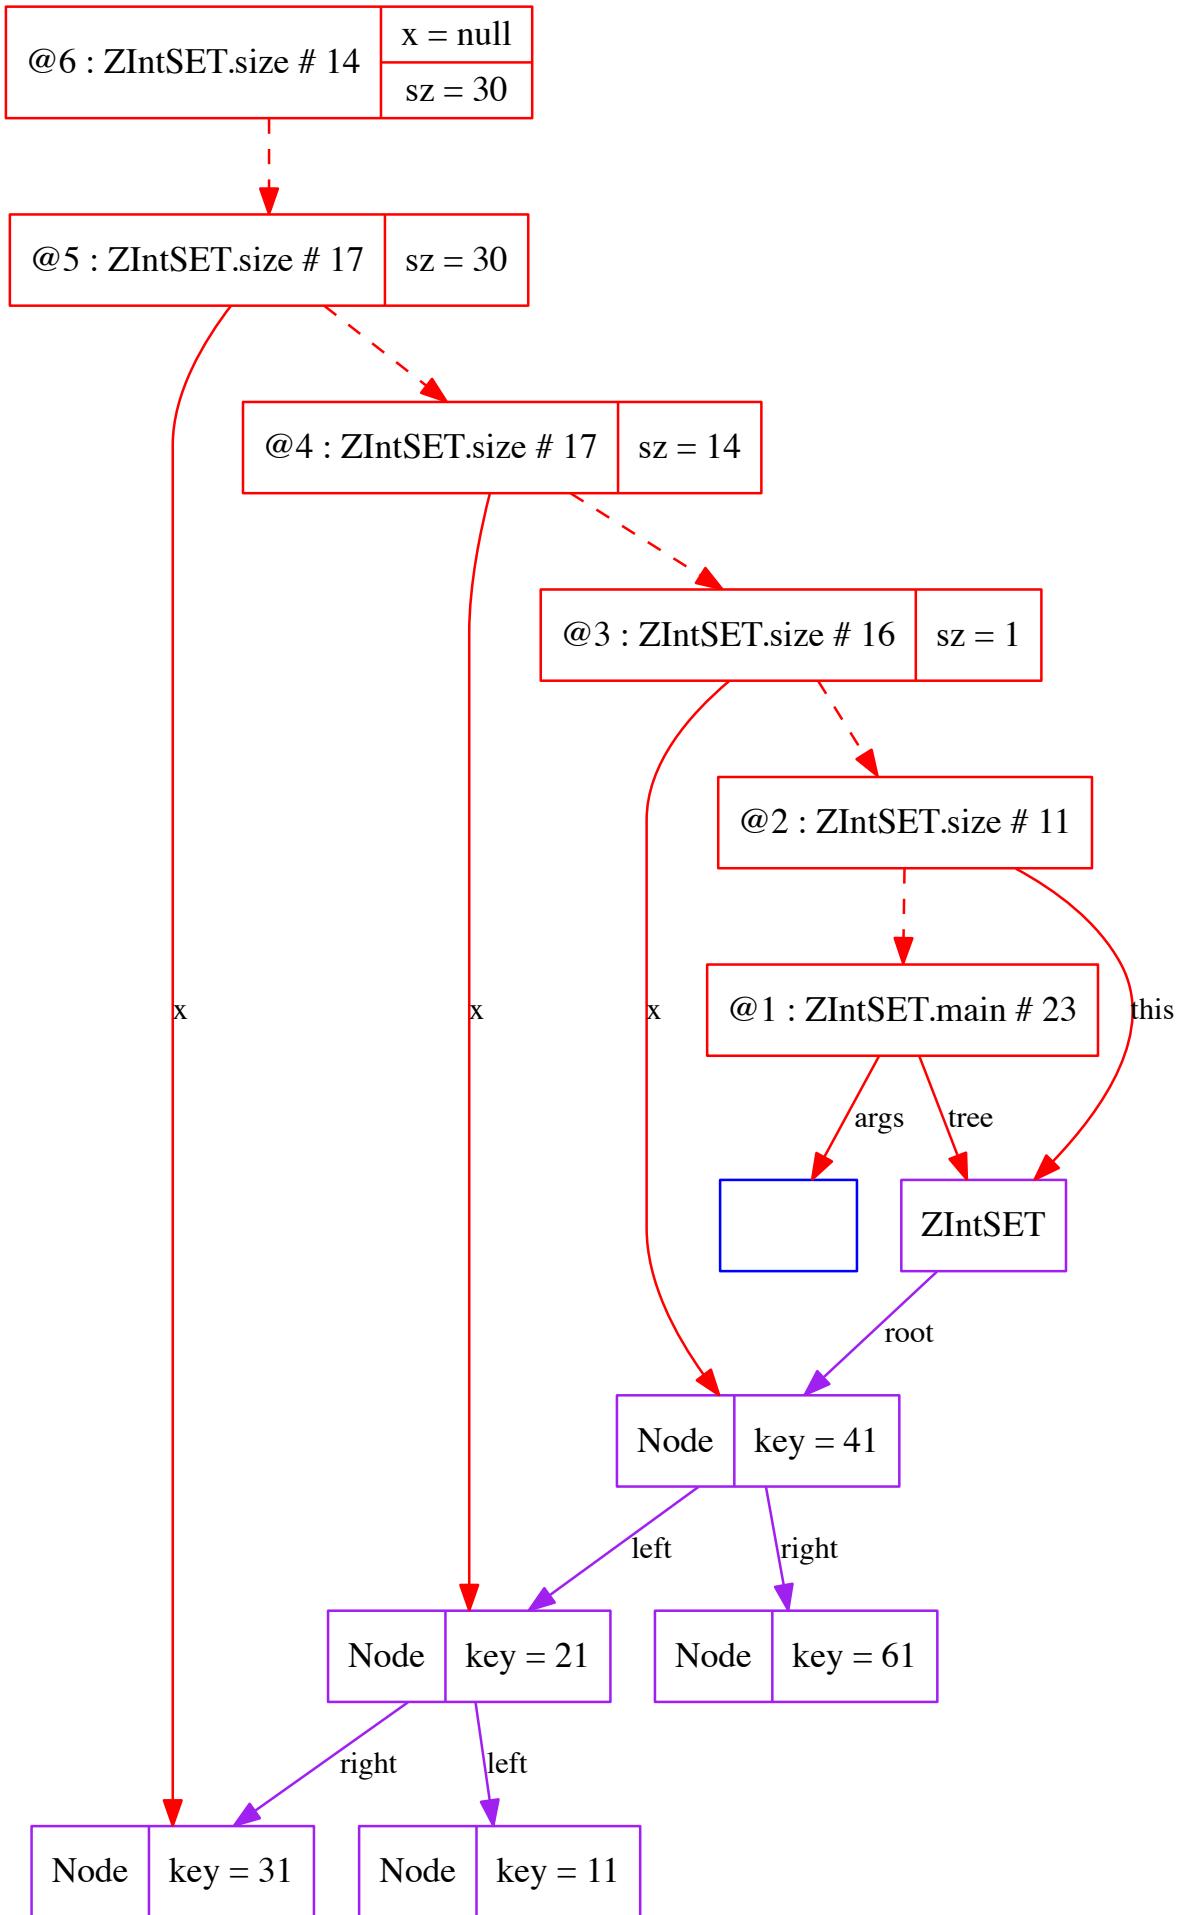 @6 : ZIntSET.size # 14
x = null
sz = 30
@5 : ZIntSET.size # 17
sz = 30
@4 : ZIntSET.size # 17
sz = 14
@3 : ZIntSET.size # 16
sz = 1
@2 : ZIntSET.size # 11
x
x
x
@1 : ZIntSET.main # 23
this
args
tree
ZIntSET
root
Node
key = 41
left
right
Node
key = 21
Node
key = 61
right
left
Node
key = 31
Node
key = 11